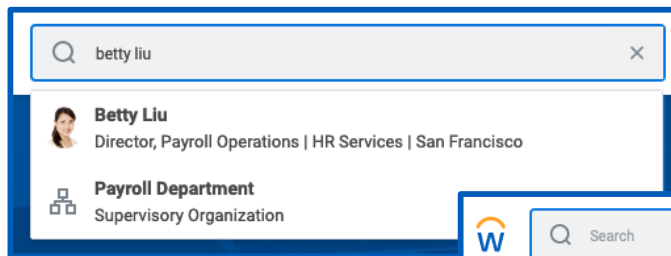 betty liu
Betty Liu
Director, Payroll Operations | HR Services | San Francisco
Payroll Department
Supervisory Organization
W
Search